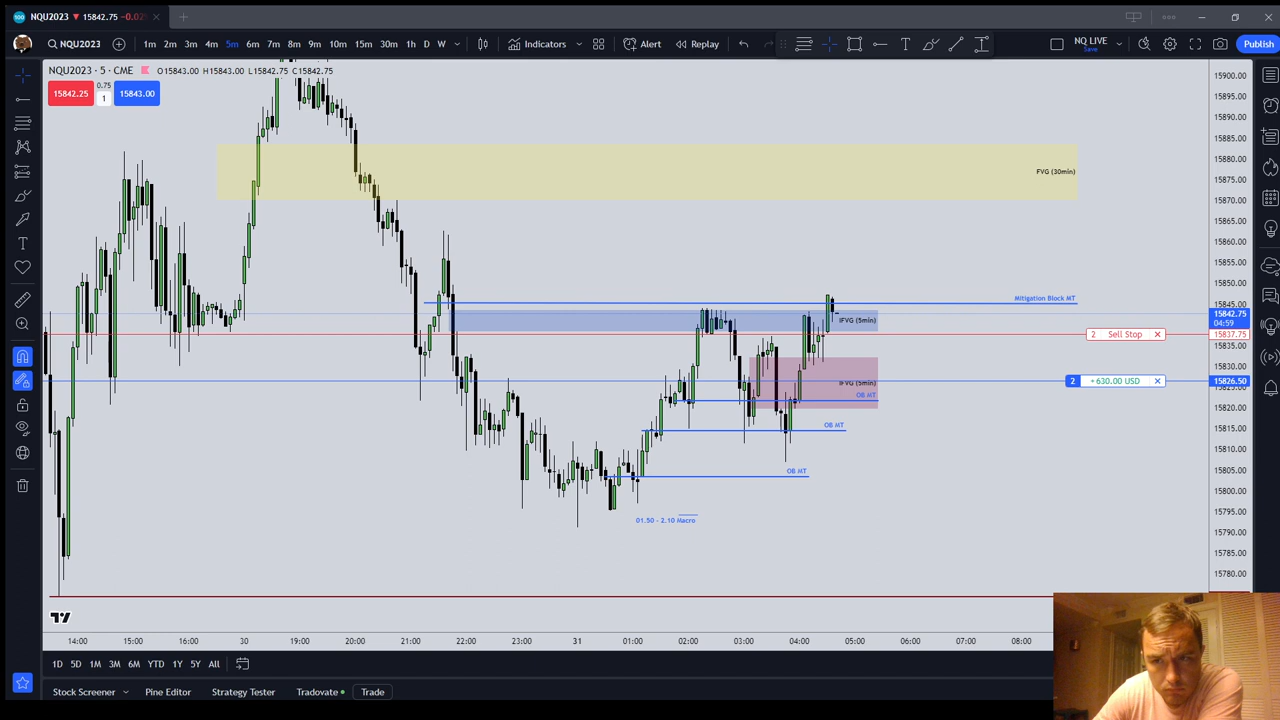 NQU2023 ▼ 15842.75 −0.02%
NQU2023 1m 2m 3m 4m 5m 6m 7m 8m 9m 10m 15m 30m 1h D W Indicators Alert Replay NQ LIVE Save Publish
NQU2023 · 5 · CME O15843.00 H15843.00 L15842.75 C15842.75
15842.25 0.75 1 15843.00
15900.00
15895.00
15890.00
15885.00
15880.00
FVG (30min) 15875.00
15870.00
15865.00
15860.00
15855.00
15850.00
Mitigation Block MT 15845.00
15842.75
04:59
IFVG (5min)
2 Sell Stop 15837.75
15835.00
15830.00
IFVG (5min) 2 +630.00 USD 15826.50
OB MT
15820.00
OB MT 15815.00
15810.00
OB MT 15805.00
15800.00
01.50 - 2.10 Macro 15795.00
15790.00
15785.00
15780.00
14:00 15:00 16:00 30 19:00 20:00 21:00 22:00 23:00 31 01:00 02:00 03:00 04:00 05:00 06:00 07:00 08:00
1D 5D 1M 3M 6M YTD 1Y 5Y All
Stock Screener Pine Editor Strategy Tester Tradovate Trade